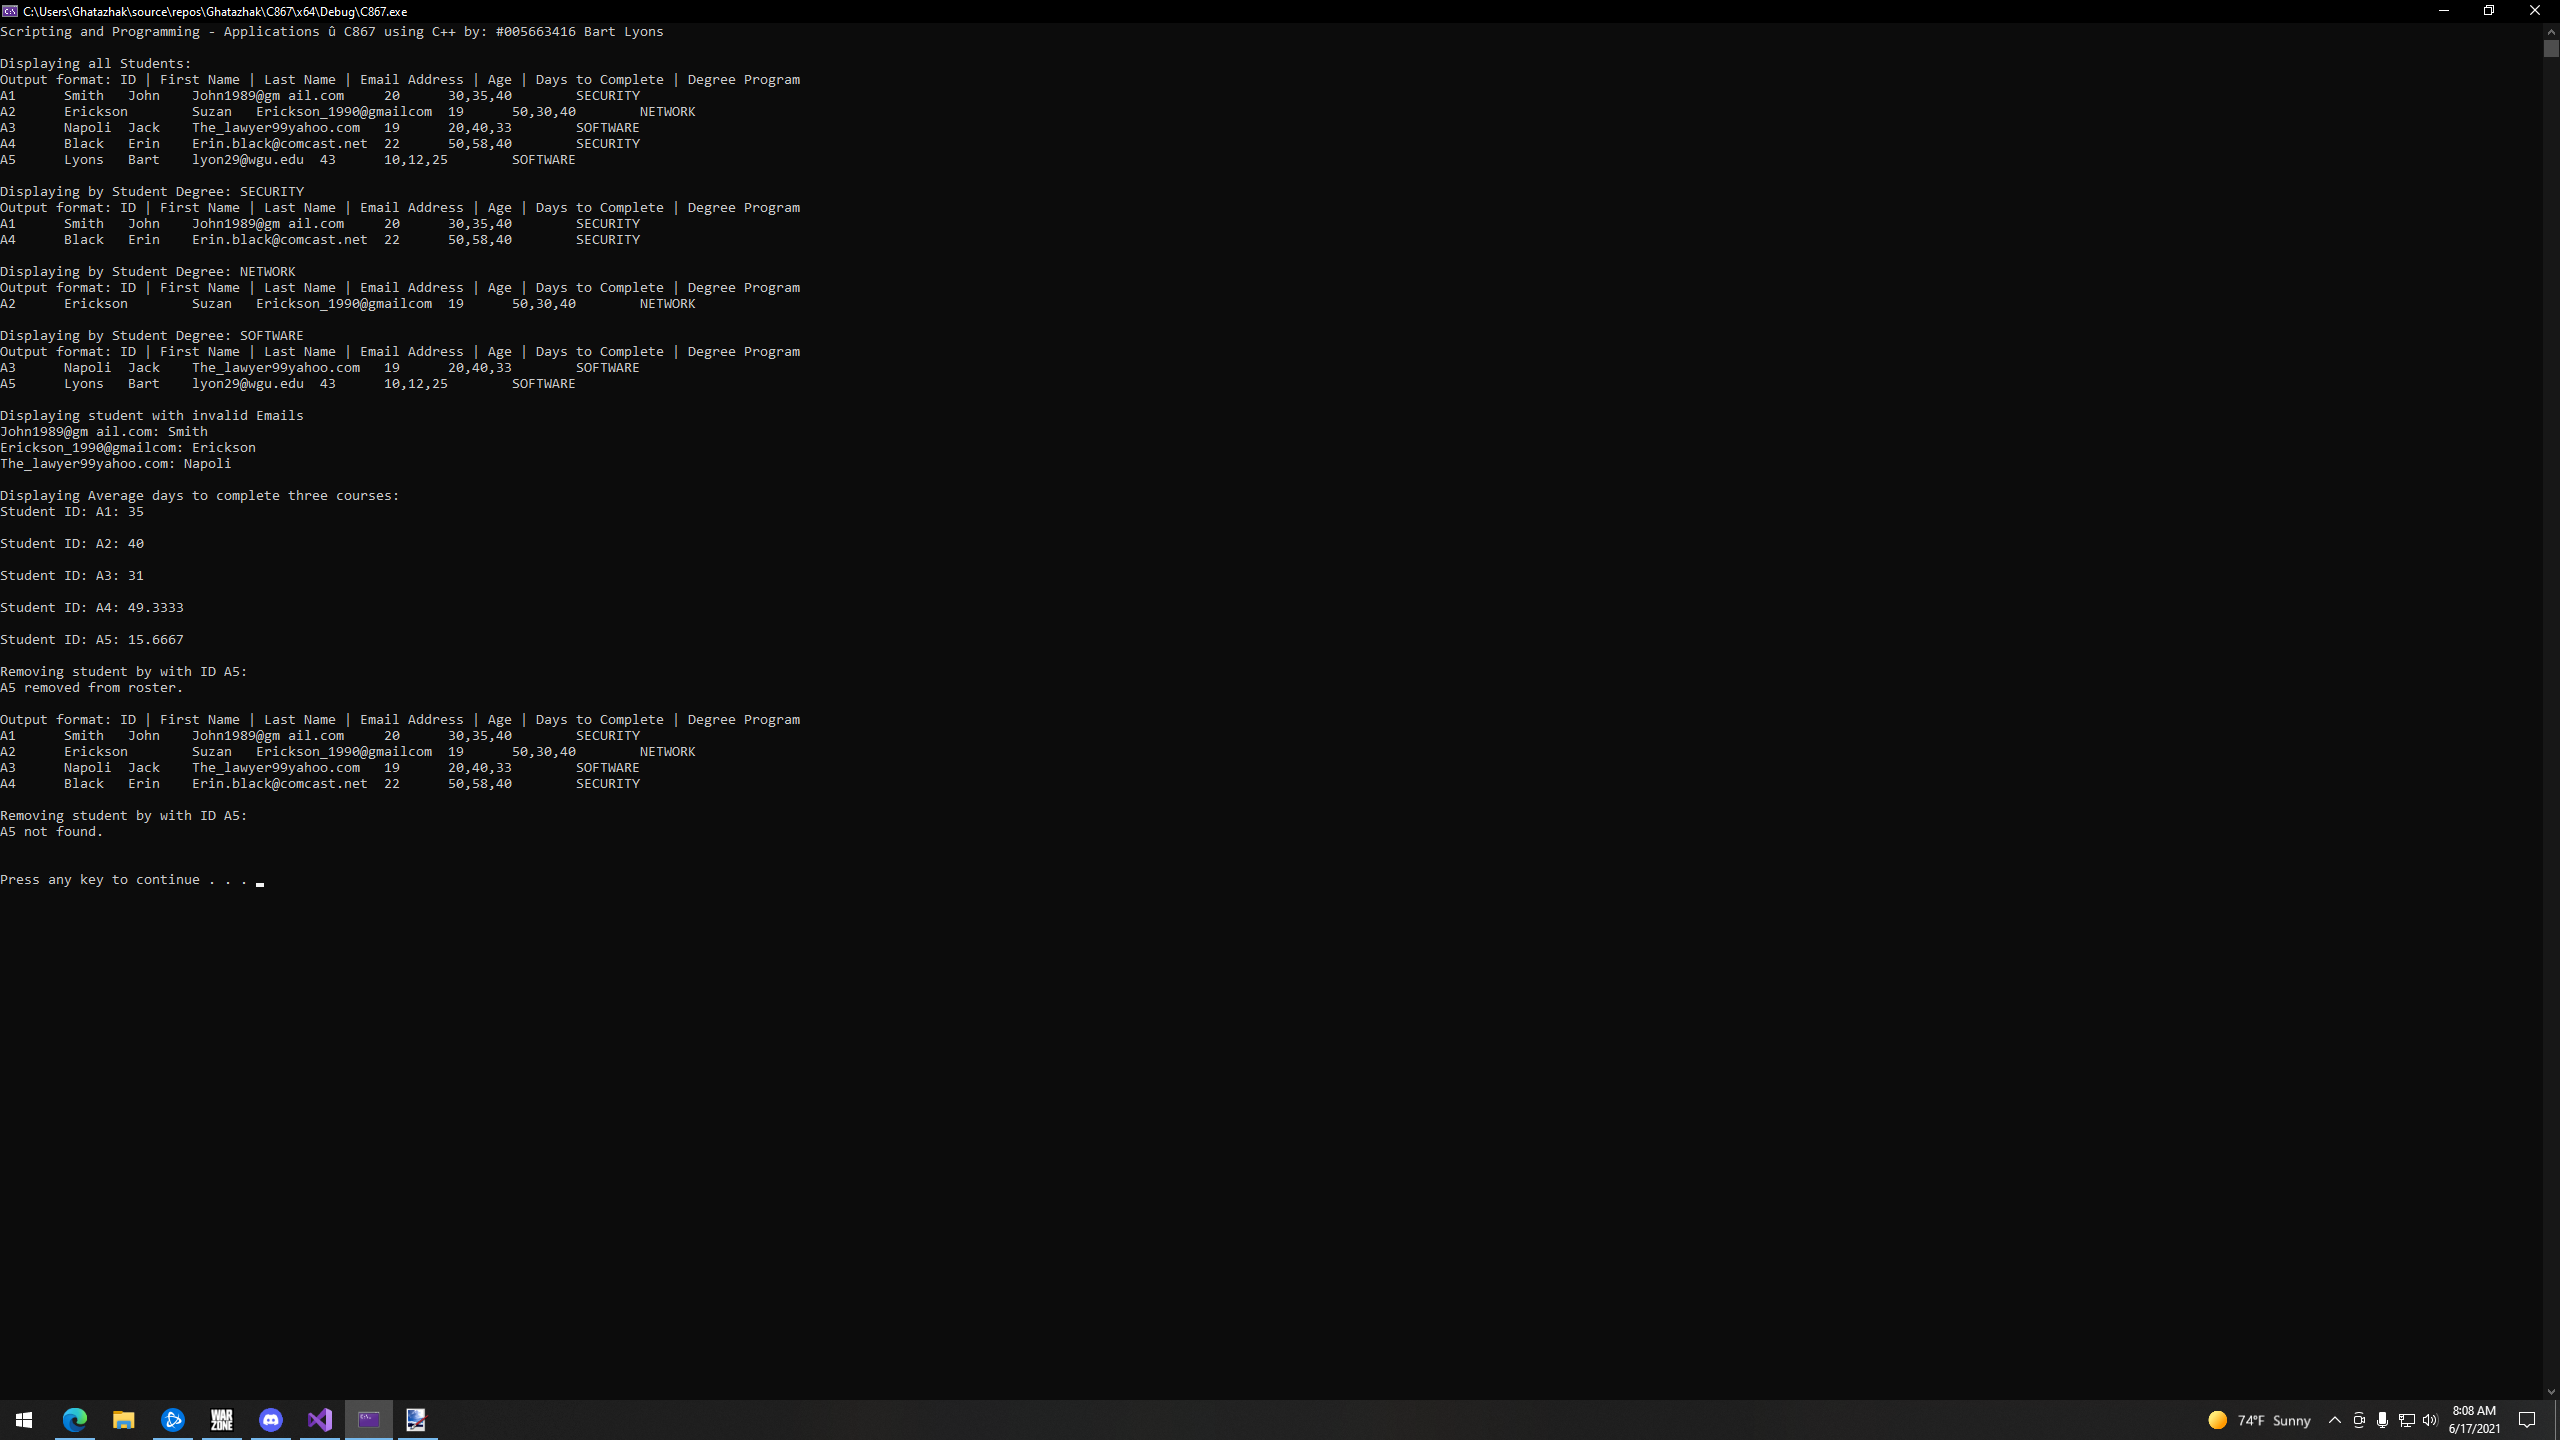 C:\Users\Ghatazhak\source\repos\Ghatazhak\C867\x64\Debug\C867.exe
Scripting and Programming - Applications û C867 using C++ by: #005663416 Bart Lyons
Displaying all Students:
Output format: ID | First Name | Last Name | Email Address | Age | Days to Complete | Degree Program
A1 Smith John John1989@gm ail.com 20 30,35,40 SECURITY
A2 Erickson Suzan Erickson_1990@gmailcom 19 50,30,40 NETWORK
A3 Napoli Jack The_lawyer99yahoo.com 19 20,40,33 SOFTWARE
A4 Black Erin Erin.black@comcast.net 22 50,58,40 SECURITY
A5 Lyons Bart lyon29@wgu.edu 43 10,12,25 SOFTWARE
Displaying by Student Degree: SECURITY
Output format: ID | First Name | Last Name | Email Address | Age | Days to Complete | Degree Program
A1 Smith John John1989@gm ail.com 20 30,35,40 SECURITY
A4 Black Erin Erin.black@comcast.net 22 50,58,40 SECURITY
Displaying by Student Degree: NETWORK
Output format: ID | First Name | Last Name | Email Address | Age | Days to Complete | Degree Program
A2 Erickson Suzan Erickson_1990@gmailcom 19 50,30,40 NETWORK
Displaying by Student Degree: SOFTWARE
Output format: ID | First Name | Last Name | Email Address | Age | Days to Complete | Degree Program
A3 Napoli Jack The_lawyer99yahoo.com 19 20,40,33 SOFTWARE
A5 Lyons Bart lyon29@wgu.edu 43 10,12,25 SOFTWARE
Displaying student with invalid Emails
John1989@gm ail.com: Smith
Erickson_1990@gmailcom: Erickson
The_lawyer99yahoo.com: Napoli
Displaying Average days to complete three courses:
Student ID: A1: 35
Student ID: A2: 40
Student ID: A3: 31
Student ID: A4: 49.3333
Student ID: A5: 15.6667
Removing student by with ID A5:
A5 removed from roster.
Output format: ID | First Name | Last Name | Email Address | Age | Days to Complete | Degree Program
A1 Smith John John1989@gm ail.com 20 30,35,40 SECURITY
A2 Erickson Suzan Erickson_1990@gmailcom 19 50,30,40 NETWORK
A3 Napoli Jack The_lawyer99yahoo.com 19 20,40,33 SOFTWARE
A4 Black Erin Erin.black@comcast.net 22 50,58,40 SECURITY
Removing student by with ID A5:
A5 not found.
Press any key to continue . . .
WAR ZONE
74°F Sunny
8:08 AM
6/17/2021